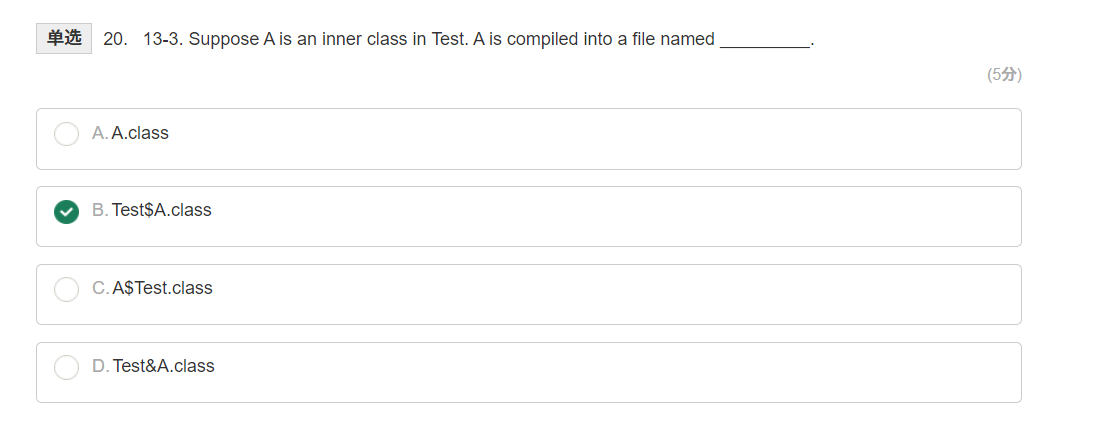 单选 20. 13-3. Suppose A is an inner class in Test. A is compiled into a file named __________.
(5分)
A. A.class
B. Test$A.class
C. A$Test.class
D. Test&A.class